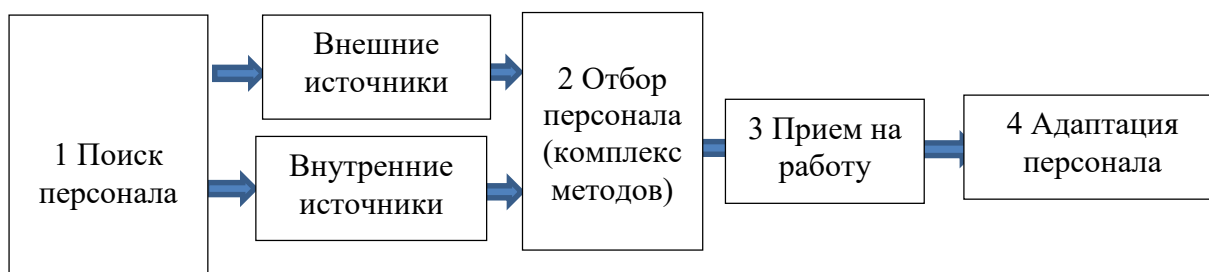 1 Поиск
персонала
Внешние
источники
Внутренние
источники
2 Отбор
персонала
(комплекс
методов)
3 Прием на
работу
4 Адаптация
персонала